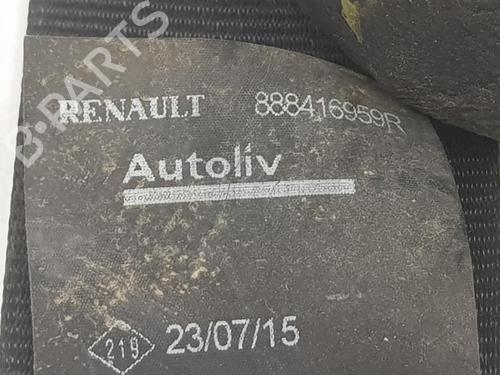 RENAULT 888416959R
Autoliv
219 23/07/15
B-PARTS